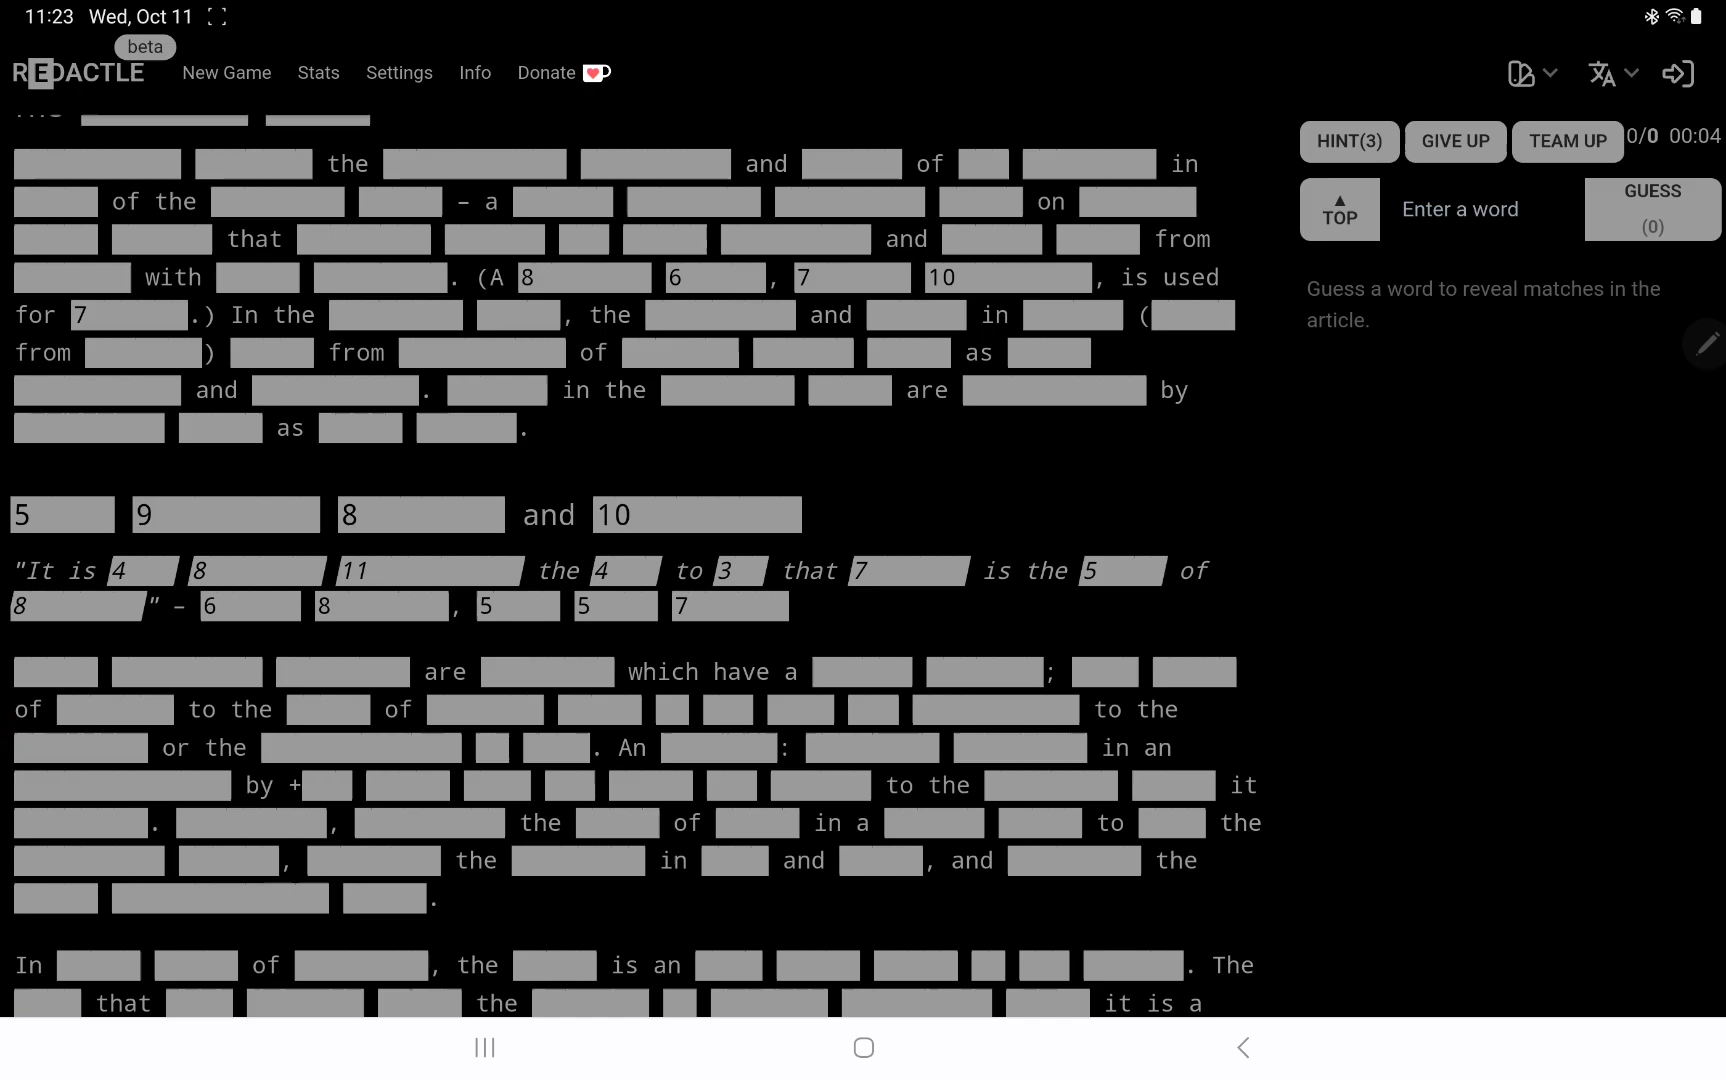 11:23 Wed, Oct 11
beta
REDACTLE New Game Stats Settings Info Donate
HINT(3) GIVE UP TEAM UP 0/0 00:04
▲ TOP Enter a word GUESS (0)
Guess a word to reveal matches in the
article.
The
the and of in
of the – a on
that and from
with . (A 8 6 , 7 10 , is used
for 7 .) In the , the and in (
from ) from of as
and . in the are by
as .
5 9 8 and 10
"It is 4 8 11 the 4 to 3 that 7 is the 5 of
8 " – 6 8 , 5 5 7
are which have a ;
of to the of to the
or the . An : in an
by + to the it
. , the of in a to the
, the in and , and the
.
In of , the is an . The
that the it is a